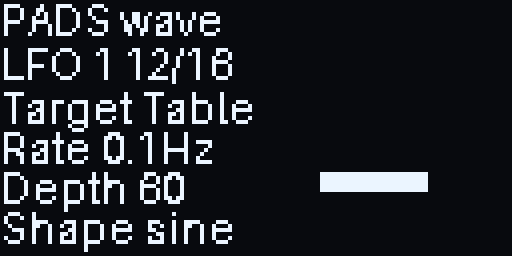 PADS wave
LFO 1 12/16
Target Table
Rate 0.1Hz
Depth 60
Shape sine